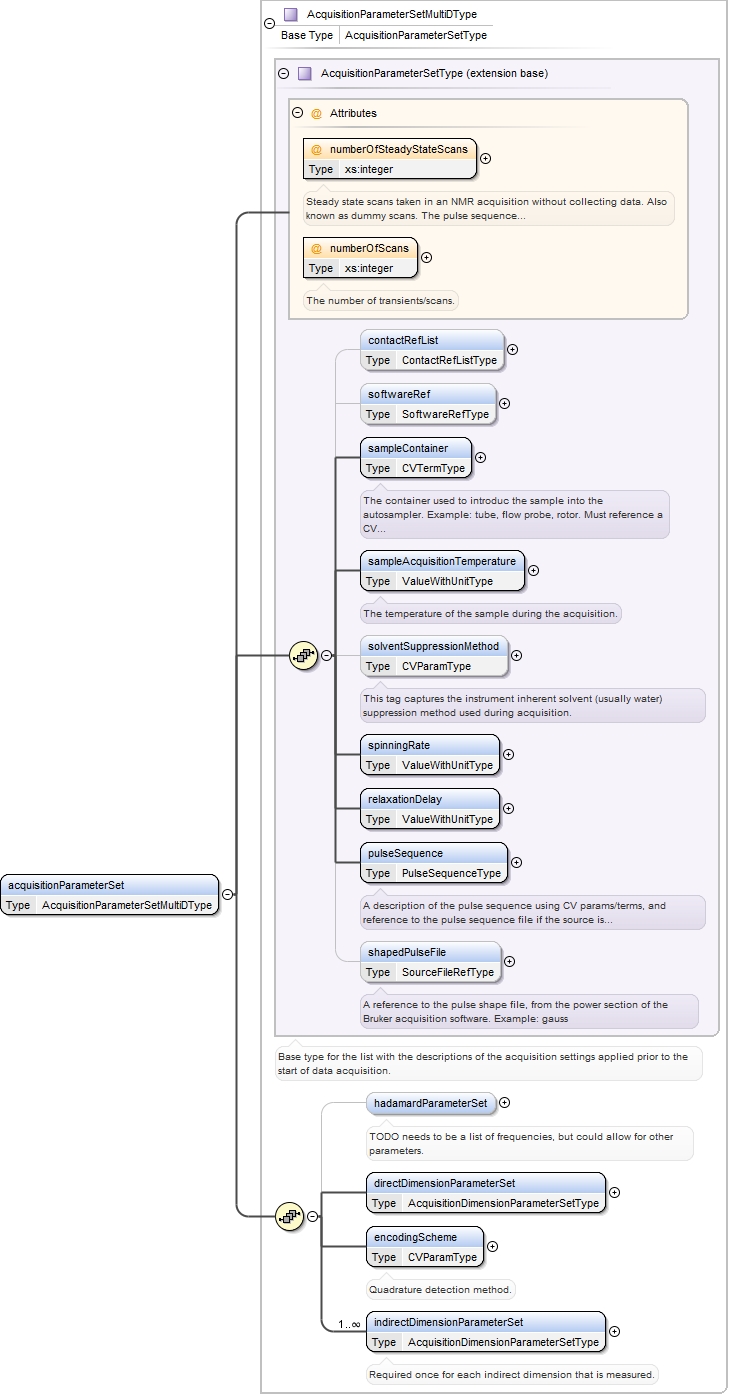 AcquisitionParameterSetMultiDType
Base Type AcquisitionParameterSetType
AcquisitionParameterSetType (extension base)
@ Attributes
@ numberOfSteadyStateScans
Type xs:integer
Steady state scans taken in an NMR acquisition without collecting data. Also
known as dummy scans. The pulse sequence...
@ numberOfScans
Type xs:integer
The number of transients/scans.
contactRefList
Type ContactRefListType
softwareRef
Type SoftwareRefType
sampleContainer
Type CVTermType
The container used to introduc the sample into the
autosampler. Example: tube, flow probe, rotor. Must reference a
CV...
sampleAcquisitionTemperature
Type ValueWithUnitType
The temperature of the sample during the acquisition.
solventSuppressionMethod
Type CVParamType
This tag captures the instrument inherent solvent (usually water)
suppression method used during acquisition.
spinningRate
Type ValueWithUnitType
relaxationDelay
Type ValueWithUnitType
pulseSequence
Type PulseSequenceType
acquisitionParameterSet
Type AcquisitionParameterSetMultiDType
A description of the pulse sequence using CV params/terms, and
reference to the pulse sequence file if the source is...
shapedPulseFile
Type SourceFileRefType
A reference to the pulse shape file, from the power section of the
Bruker acquisition software. Example: gauss
Base type for the list with the descriptions of the acquisition settings applied prior to the
start of data acquisition.
hadamardParameterSet
TODO needs to be a list of frequencies, but could allow for other
parameters.
directDimensionParameterSet
Type AcquisitionDimensionParameterSetType
encodingScheme
Type CVParamType
Quadrature detection method.
1..∞
indirectDimensionParameterSet
Type AcquisitionDimensionParameterSetType
Required once for each indirect dimension that is measured.